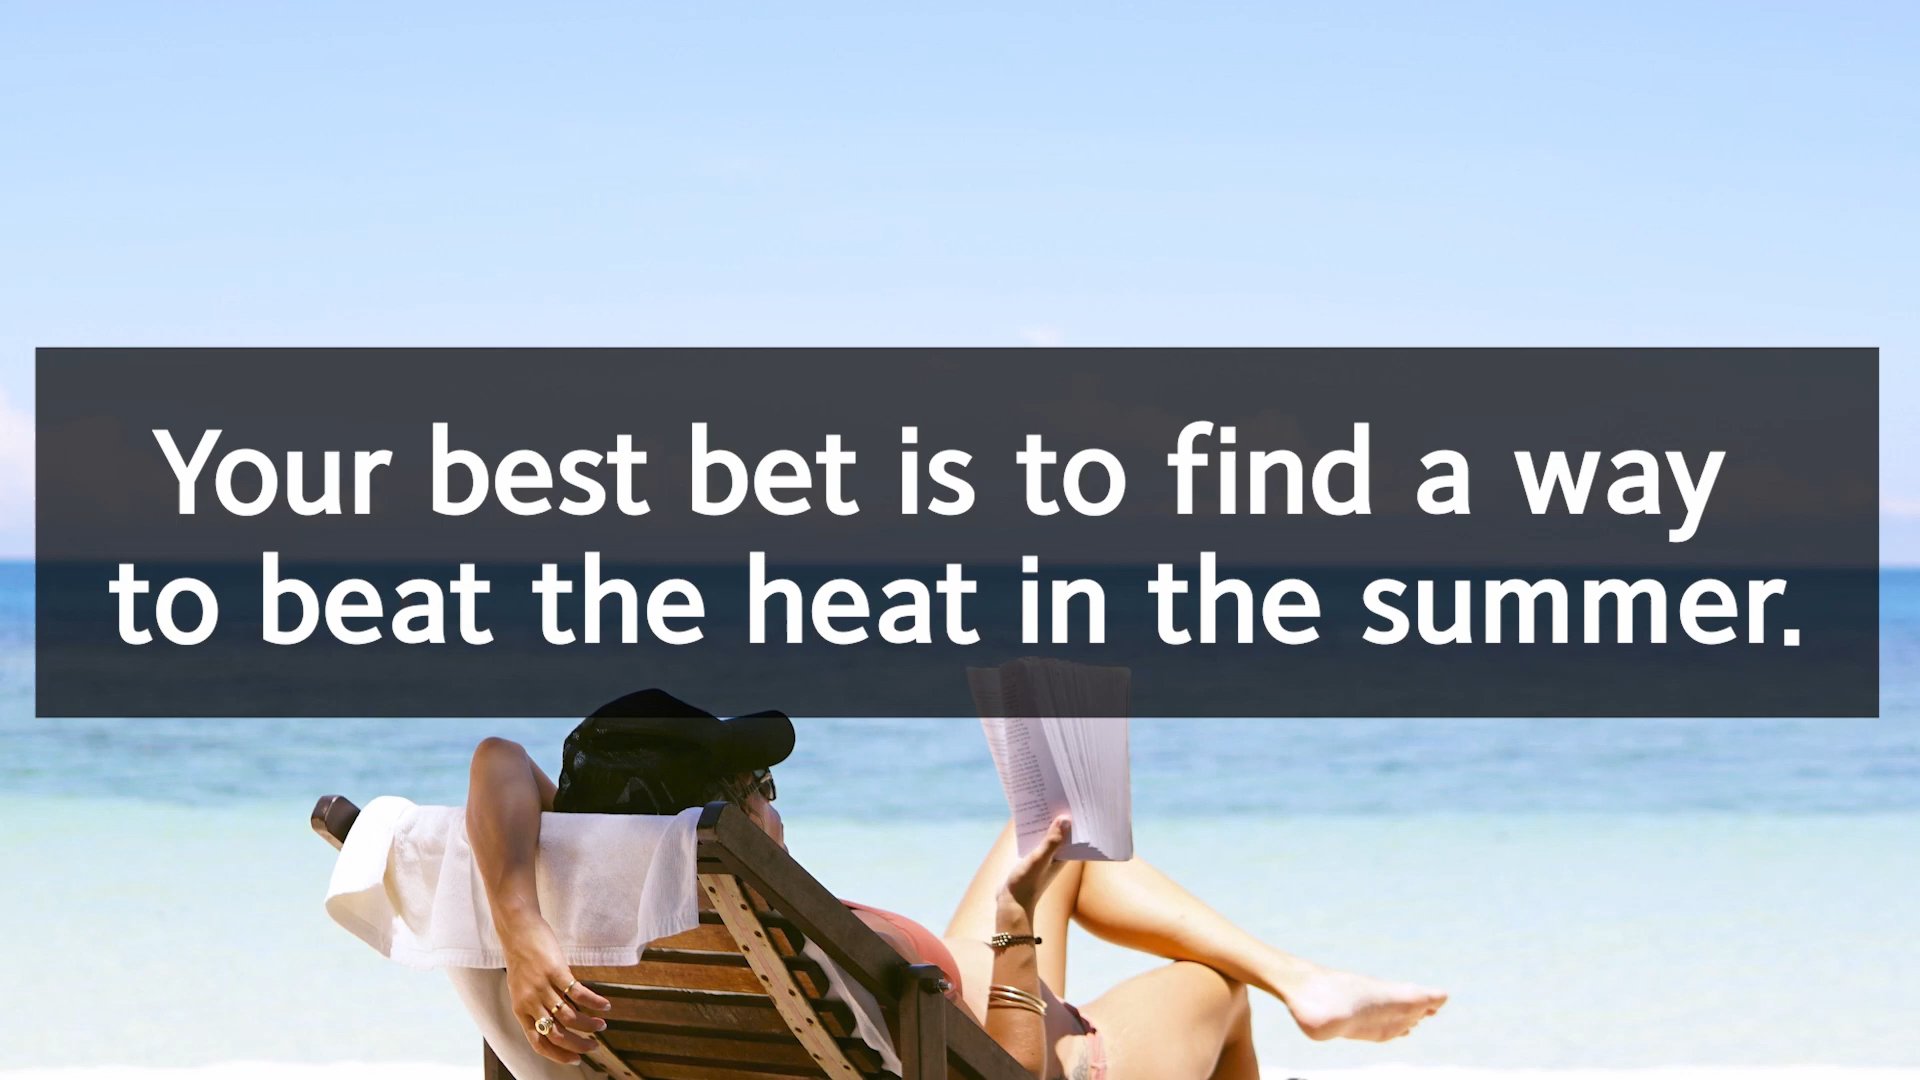 Your best bet is to find a way
to beat the heat in the summer.